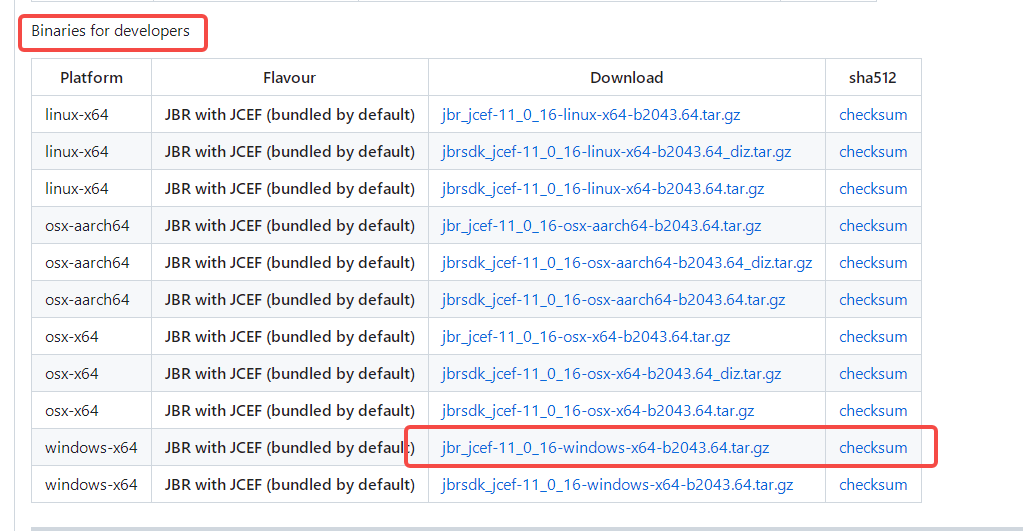 Binaries for developers
Platform Flavour Download sha512
linux-x64 JBR with JCEF (bundled by default) jbr_jcef-11_0_16-linux-x64-b2043.64.tar.gz checksum
linux-x64 JBR with JCEF (bundled by default) jbrsdk_jcef-11_0_16-linux-x64-b2043.64_diz.tar.gz checksum
linux-x64 JBR with JCEF (bundled by default) jbrsdk_jcef-11_0_16-linux-x64-b2043.64.tar.gz checksum
osx-aarch64 JBR with JCEF (bundled by default) jbr_jcef-11_0_16-osx-aarch64-b2043.64.tar.gz checksum
osx-aarch64 JBR with JCEF (bundled by default) jbrsdk_jcef-11_0_16-osx-aarch64-b2043.64_diz.tar.gz checksum
osx-aarch64 JBR with JCEF (bundled by default) jbrsdk_jcef-11_0_16-osx-aarch64-b2043.64.tar.gz checksum
osx-x64 JBR with JCEF (bundled by default) jbr_jcef-11_0_16-osx-x64-b2043.64.tar.gz checksum
osx-x64 JBR with JCEF (bundled by default) jbrsdk_jcef-11_0_16-osx-x64-b2043.64_diz.tar.gz checksum
osx-x64 JBR with JCEF (bundled by default) jbrsdk_jcef-11_0_16-osx-x64-b2043.64.tar.gz checksum
windows-x64 JBR with JCEF (bundled by default) jbr_jcef-11_0_16-windows-x64-b2043.64.tar.gz checksum
windows-x64 JBR with JCEF (bundled by default) jbrsdk_jcef-11_0_16-windows-x64-b2043.64.tar.gz checksum